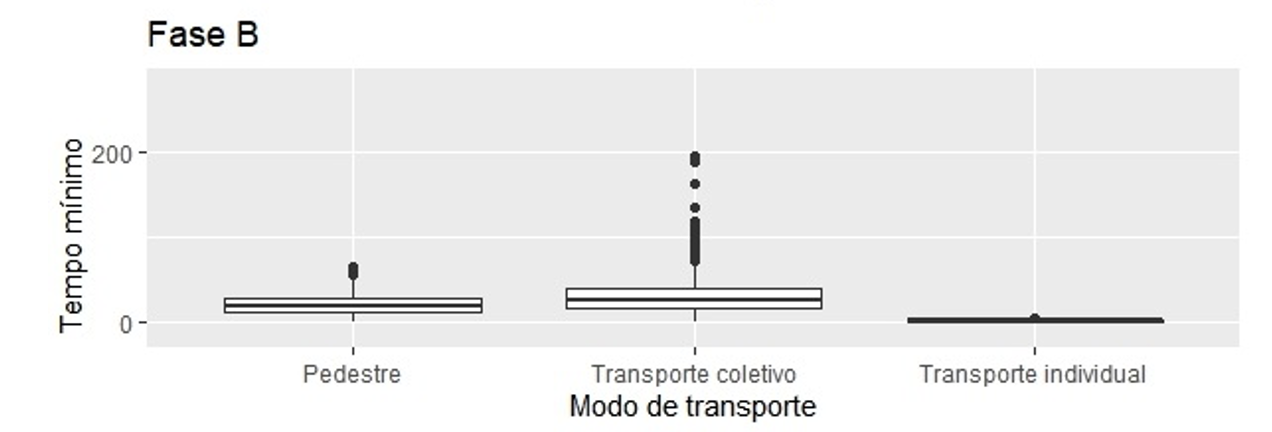 Fase B
Tempo mínimo
200
0
Pedestre
Transporte coletivo
Transporte individual
Modo de transporte